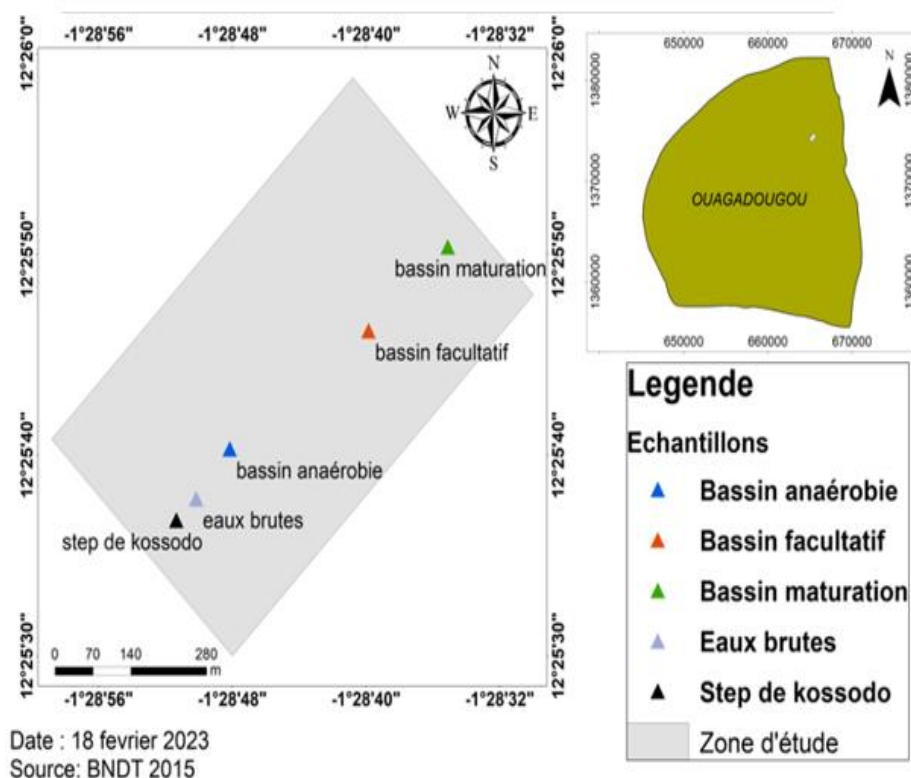 -1°28'56" -1°28'48" -1°28'40" -1°28'32"
12°26'0"
12°25'50"
12°25'40"
12°25'30"
N
W E
S
bassin maturation
bassin facultatif
bassin anaérobie
eaux brutes
step de kossodo
0 70 140 280
m
12°26'0"
12°25'50"
12°25'40"
12°25'30"
-1°28'56" -1°28'48" -1°28'40" -1°28'32"
Date : 18 fevrier 2023
Source: BNDT 2015
650000 660000 670000
1380000
1370000
1360000
N
OUAGADOUGOU
1380000
1370000
1360000
650000 660000 670000
Legende
Echantillons
Bassin anaérobie
Bassin facultatif
Bassin maturation
Eaux brutes
Step de kossodo
Zone d'étude